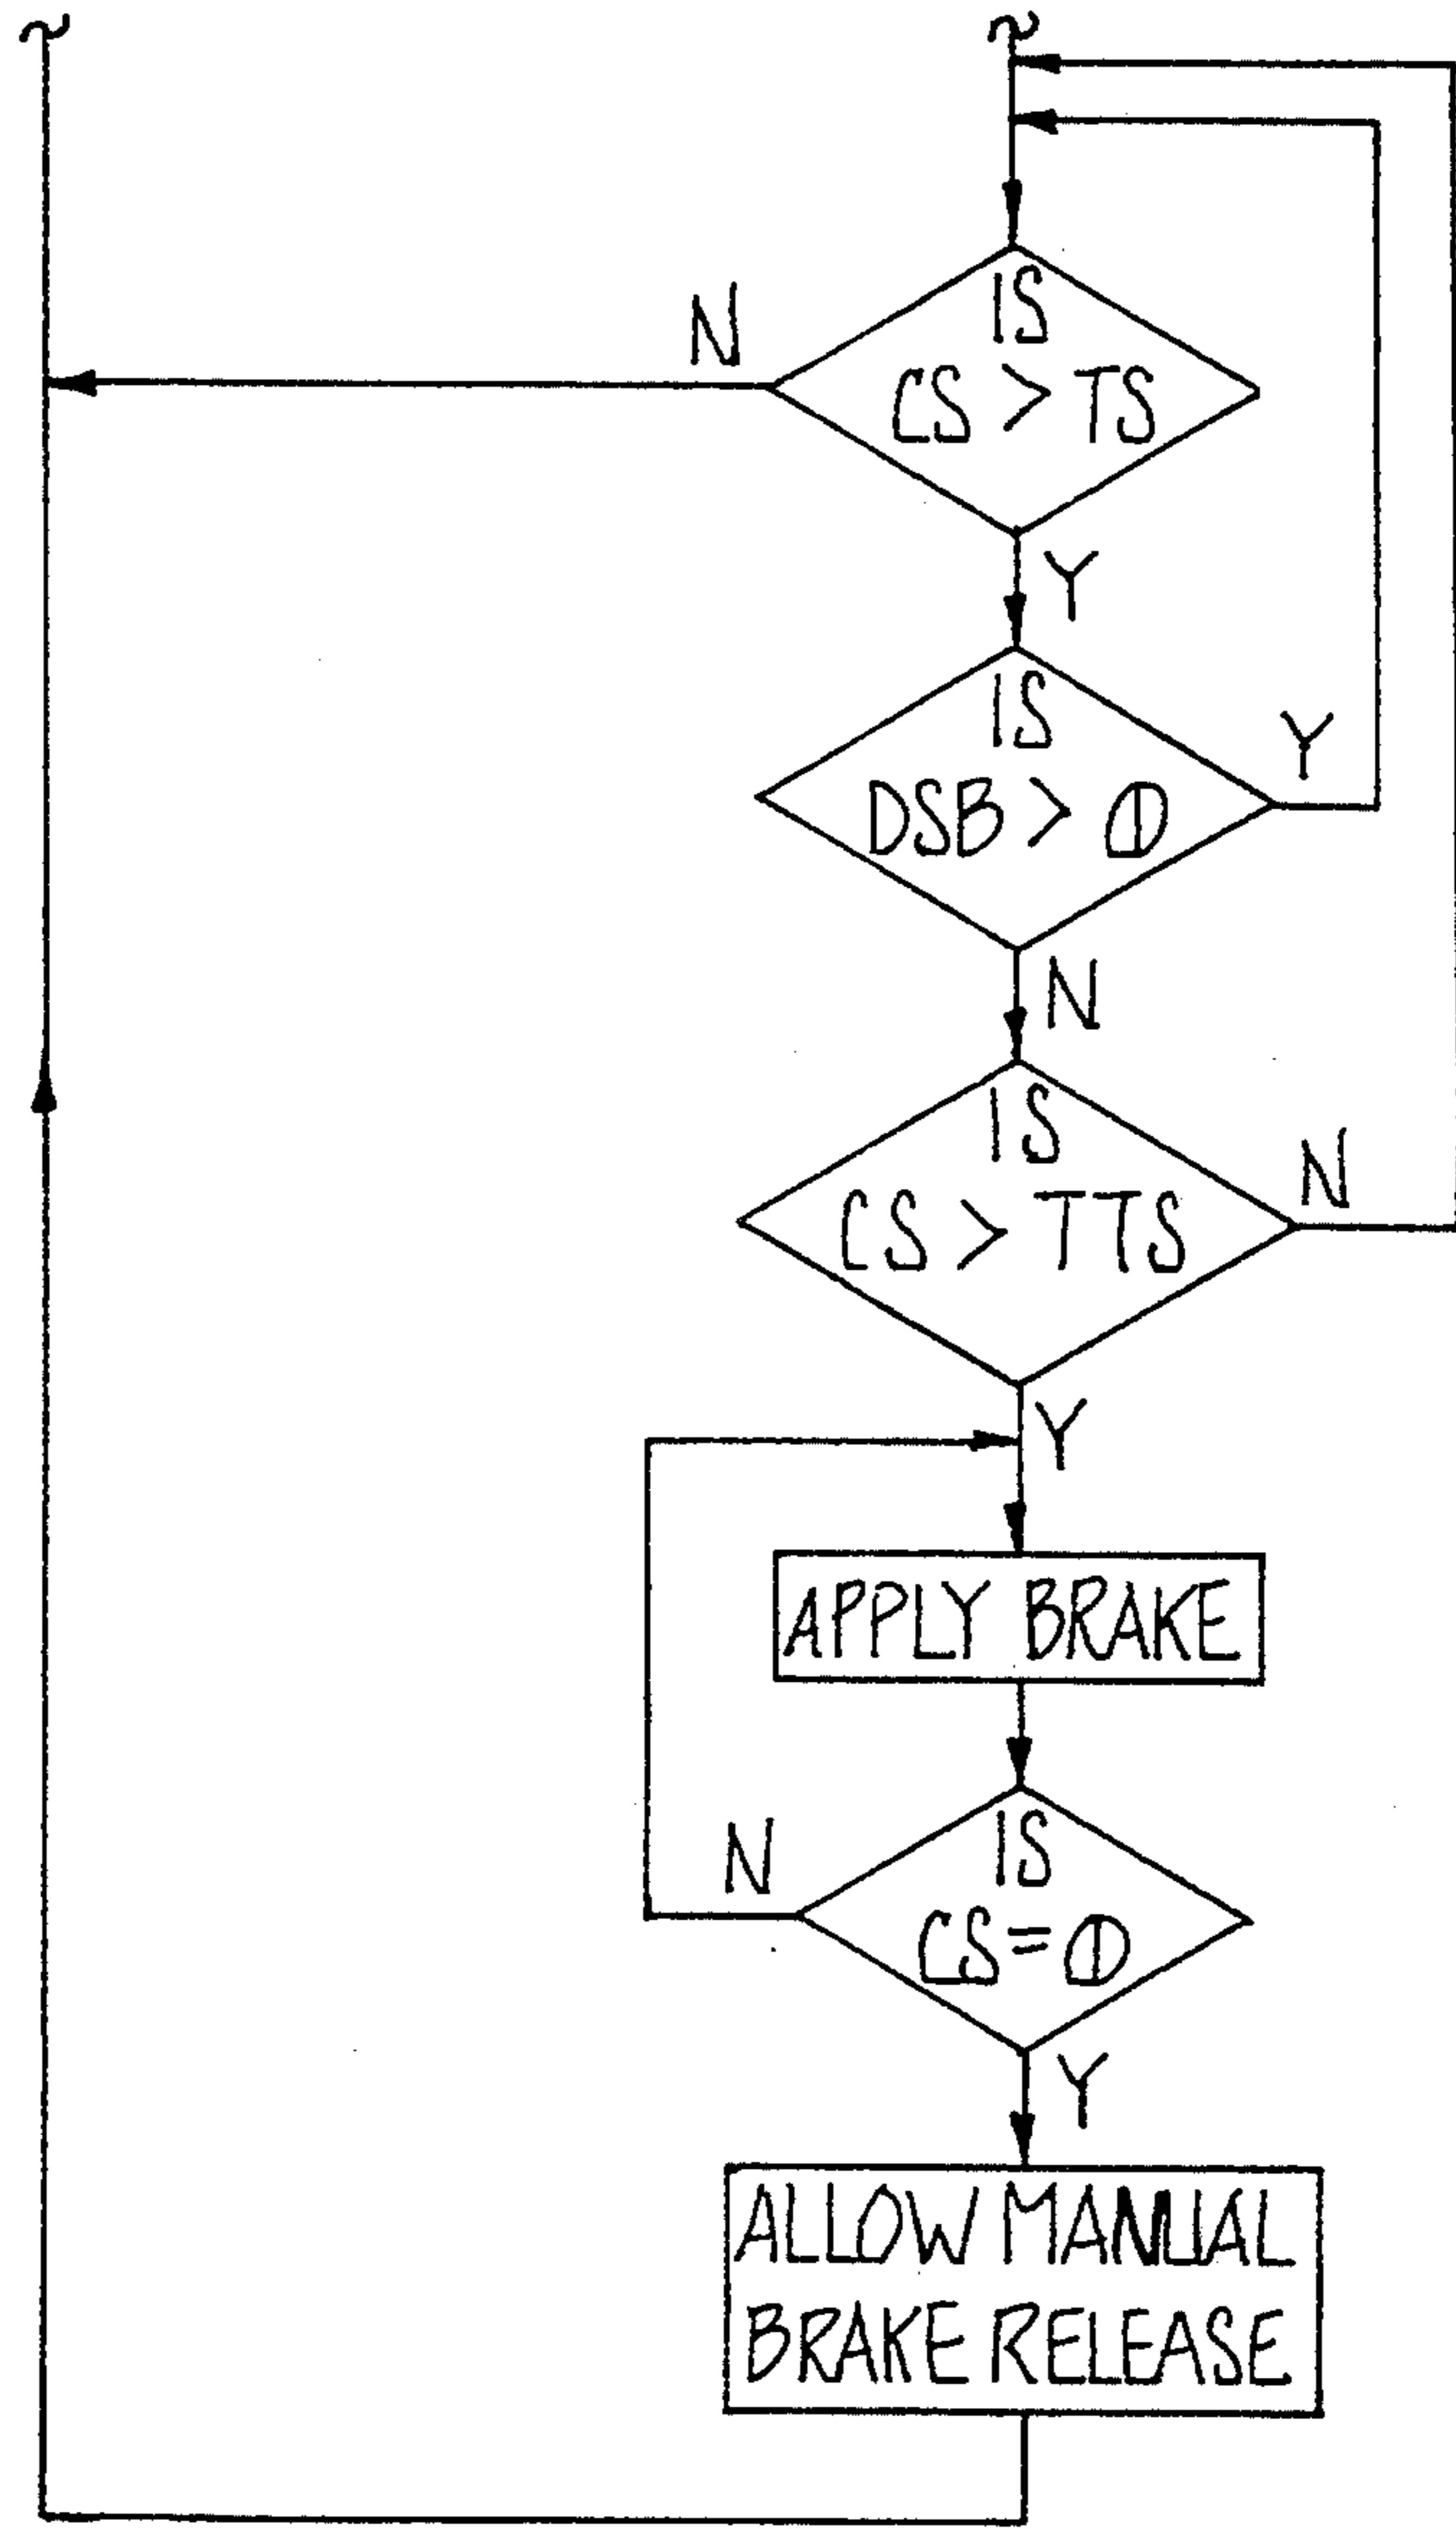 IS
N
CS > TS
Y
IS
Y
DSB > 0
N
IS
N
CS > TTS
Y
APPLY BRAKE
IS
N
CS = 0
Y
ALLOW MANUAL
BRAKE RELEASE